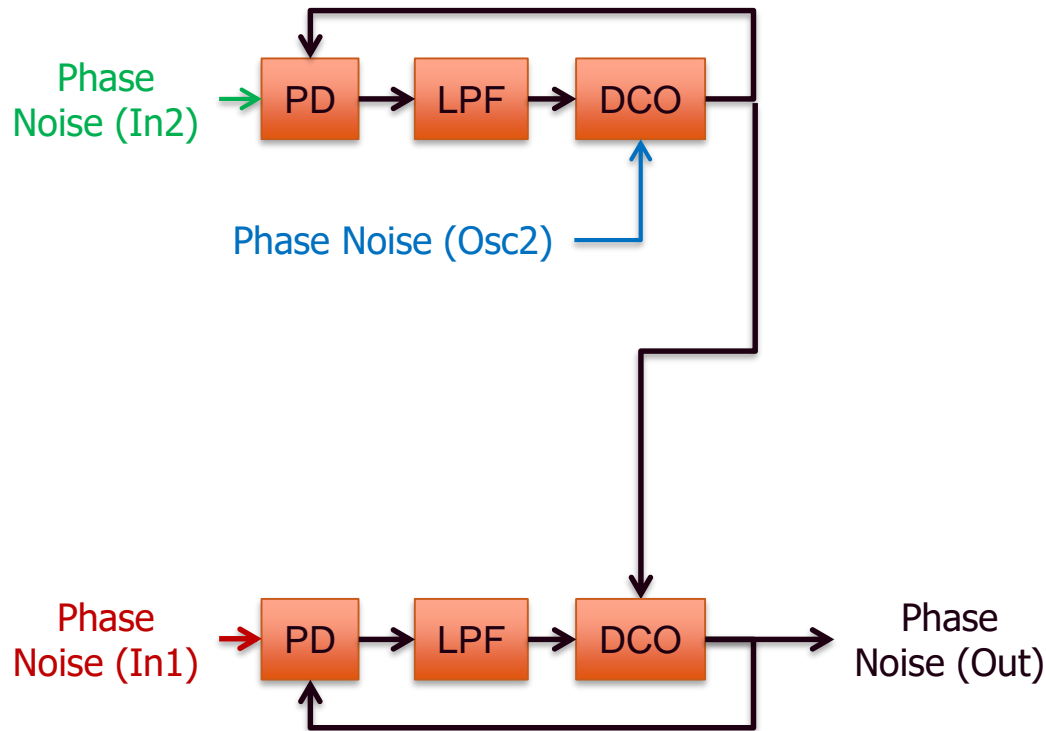 Phase
Noise (In2)
PD
LPF
DCO
Phase Noise (Osc2)
Phase
Noise (In1)
PD
LPF
DCO
Phase
Noise (Out)